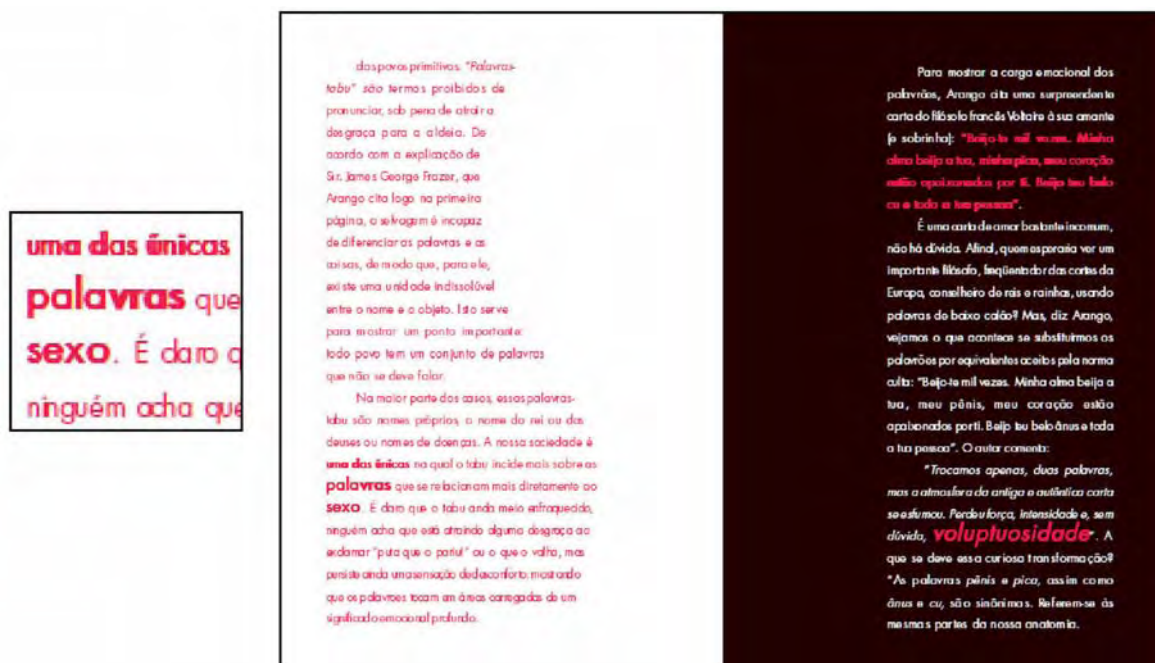 uma das únicas
palavras que
sexo. É claro q
ninguém acha que
dos povos primitivos. "Palavras-
tabu" são termos proibidos de
pronunciar, sob pena de atrair a
desgraça para a aldeia. De
acordo com a explicação de
Sir. James George Frazer, que
Arango cita logo na primeira
página, o selvagem é incapaz
de diferenciar as palavras e as
coisas, de modo que, para ele,
existe uma unidade indissolúvel
entre o nome e o objeto. Isto serve
para mostrar um ponto importante:
todo povo tem um conjunto de palavras
que não se deve falar.
Na maior parte dos casos, essas palavras-
tabu são nomes próprios, o nome do rei ou dos
deuses ou nomes de doenças. A nossa sociedade é
uma das únicas na qual o tabu incide mais sobre as
palavras que se relacionam mais diretamente ao
sexo. É claro que o tabu anda meio enfraquecido,
ninguém acha que está atraindo alguma desgraça ao
exclamar "puta que o pariu!" ou o que o valha, mas
persiste ainda uma sensação de desconforto, mostrando
que os palavrões tocam em áreas carregadas de um
significado emocional profundo.
Para mostrar a carga emocional dos
palavrões, Arango cita uma surpreendente
carta do filósofo francês Voltaire à sua amante
(e sobrinha): "Beijo-te mil vezes. Minha
alma beija a tua, minha pica, meu coração
estão apaixonados por ti. Beijo teu belo
cu e toda a tua pessoa".
É uma carta de amor bastante incomum,
não há dúvida. Afinal, quem esperaria ver um
importante filósofo, freqüentador das cortes da
Europa, conselheiro de reis e rainhas, usando
palavras de baixo calão? Mas, diz Arango,
vejamos o que acontece se substituirmos os
palavrões por equivalentes aceitos pela norma
culta: "Beijo-te mil vezes. Minha alma beija a
tua, meu pênis, meu coração estão
apaixonados por ti. Beijo teu belo ânus e toda
a tua pessoa". O autor comenta:
"Trocamos apenas, duas palavras,
mas a atmosfera da antiga e autêntica carta
se esfumou. Perdeu força, intensidade e, sem
dúvida, voluptuosidade". A
que se deve essa curiosa transformação?
"As palavras pênis e pica, assim como
ânus e cu, são sinônimas. Referem-se às
mesmas partes da nossa anatomia.